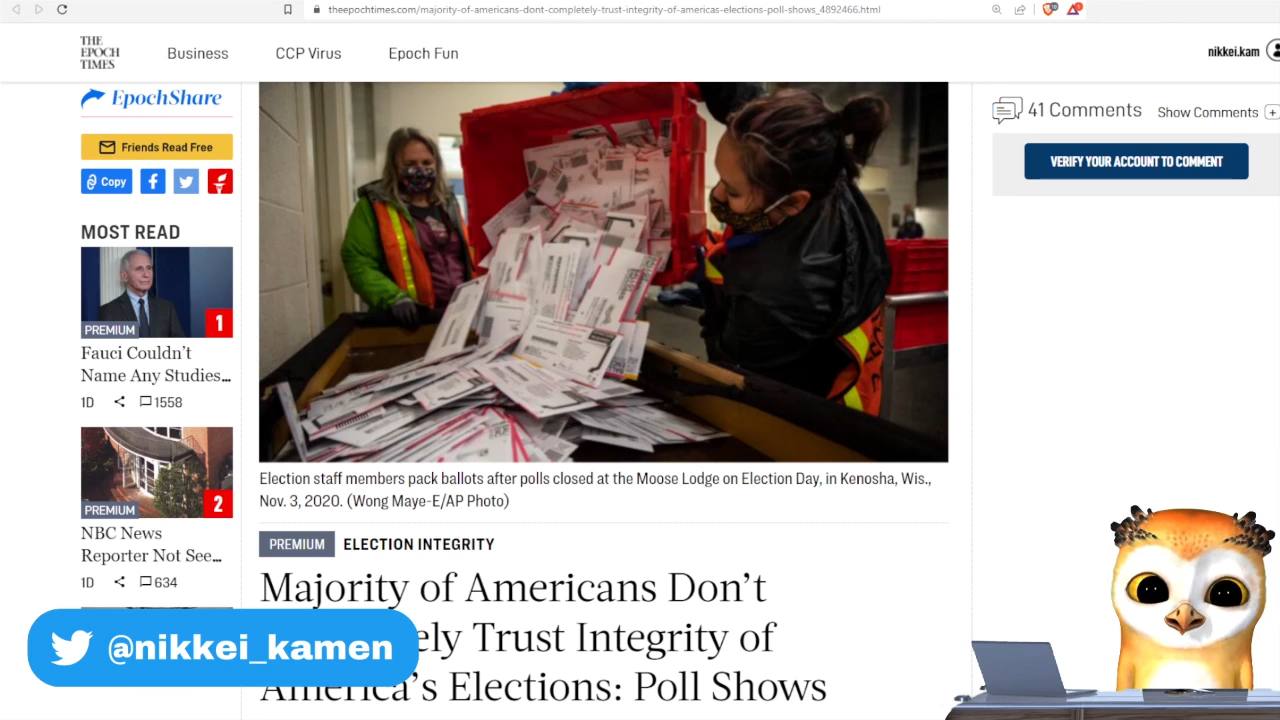 theepochtimes.com/majority-of-americans-dont-completely-trust-integrity-of-americas-elections-poll-shows_4892466.html
THE
EPOCH
TIMES
Business
CCP Virus
Epoch Fun
nikkei.kam
EpochShare
Friends Read Free
Copy
MOST READ
PREMIUM
1
Fauci Couldn't
Name Any Studies...
1D
1558
PREMIUM
2
NBC News
Reporter Not See...
1D
634
Election staff members pack ballots after polls closed at the Moose Lodge on Election Day, in Kenosha, Wis.,
Nov. 3, 2020. (Wong Maye-E/AP Photo)
PREMIUM ELECTION INTEGRITY
Majority of Americans Don't
ely Trust Integrity of
America's Elections: Poll Shows
41 Comments
Show Comments +
VERIFY YOUR ACCOUNT TO COMMENT
@nikkei_kamen